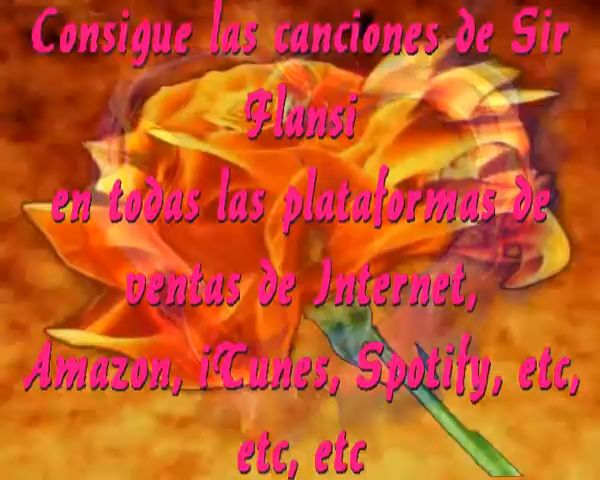 Consigue las canciones de Sir
Flansi
en todas las plataformas de
ventas de Internet,
Amazon, iTunes, Spotify, etc,
etc, etc